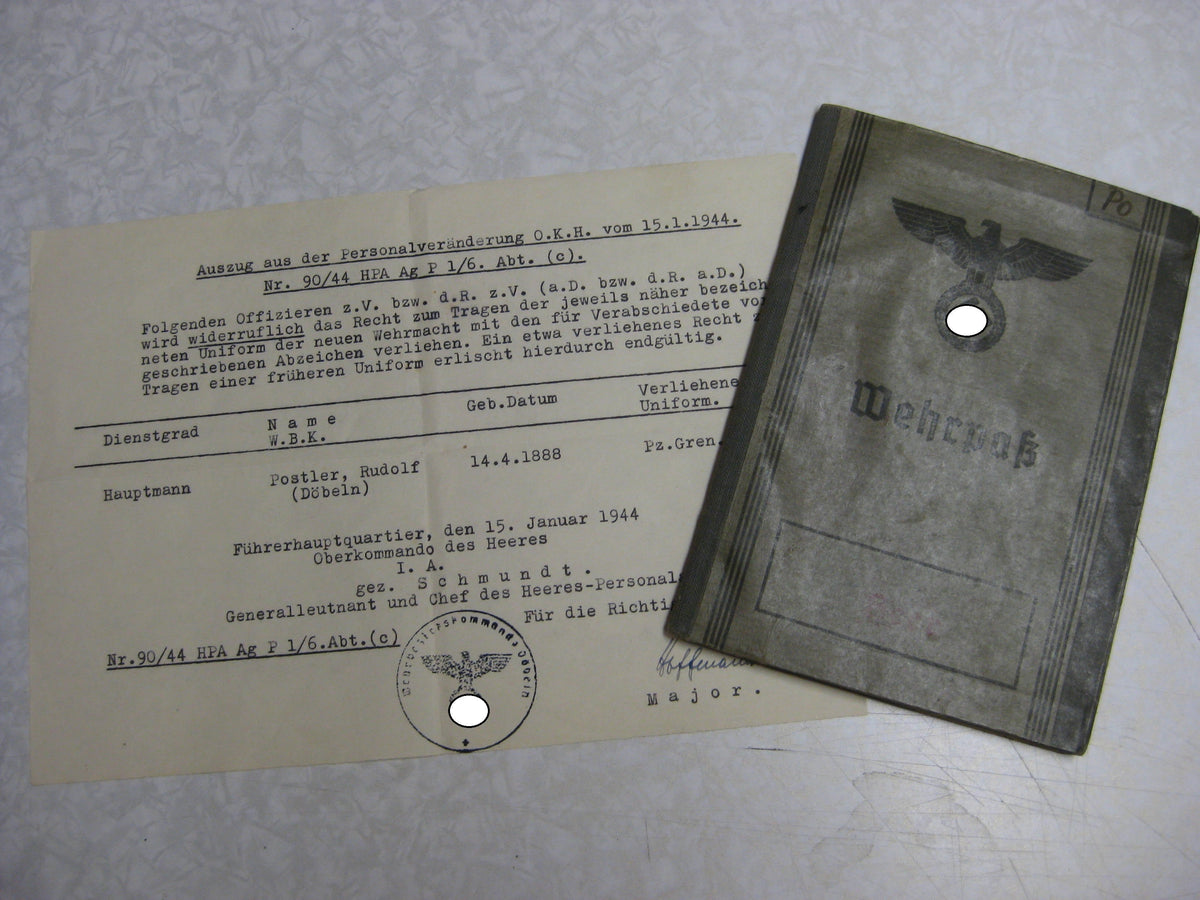 Auszug aus der Personalveränderung O.K.H. vom 15.1.1944.
Nr. 90/44 HPA Ag P 1/6. Abt. (c).
Folgenden Offizieren z.V. bzw. d.R. z.V. (a.D. bzw. d.R. a.D.)
wird widerruflich das Recht zum Tragen der jeweils näher bezeich
neten Uniform der neuen Wehrmacht mit den für Verabschiedete vor
geschriebenen Abzeichen verliehen. Ein etwa verliehenes Recht z
Tragen einer früheren Uniform erlischt hierdurch endgültig.
Dienstgrad Name W.B.K. Geb.Datum Verliehene Uniform.
Hauptmann Postler, Rudolf (Döbeln) 14.4.1888 Pz.Gren.
Führerhauptquartier, den 15. Januar 1944
Oberkommando des Heeres
I. A.
gez. Schmundt.
Generalleutnant und Chef des Heeres-Personal
Für die Richti
Nr.90/44 HPA Ag P 1/6.Abt.(c)
Wehrbezirkskommando Döbeln
Hoffmann
Major.
Po
Wehrpaß